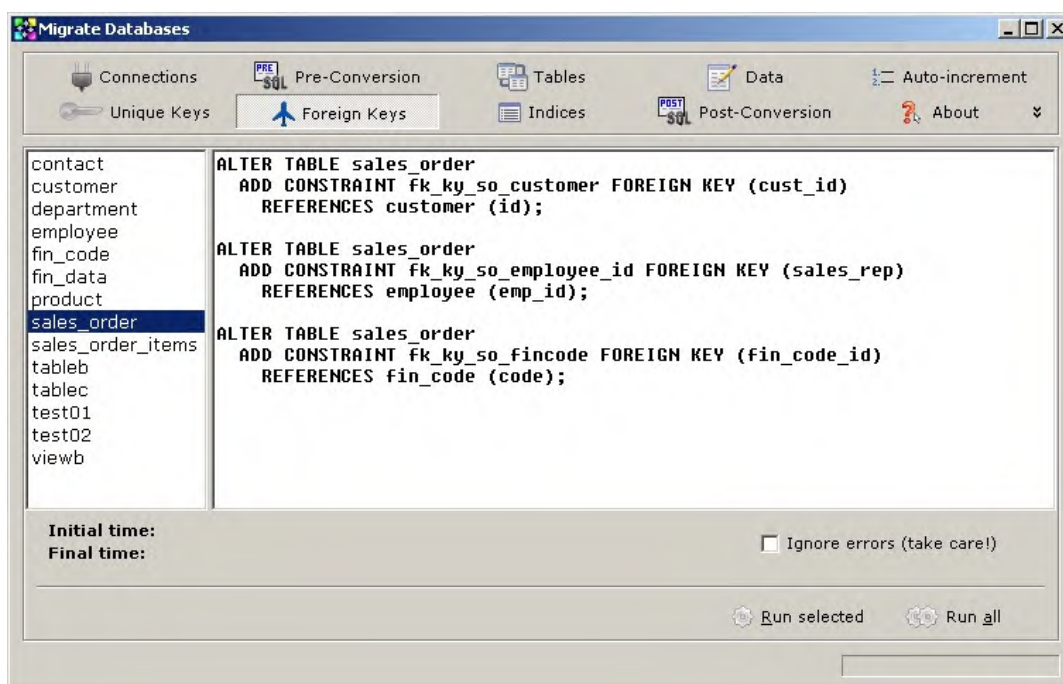 Migrate Databases
Connections
Pre-Conversion
Tables
Data
Auto-increment
Unique Keys
Foreign Keys
Indices
Post-Conversion
About
contact
customer
department
employee
fin_code
fin_data
product
sales_order
sales_order_items
tableb
tablec
test01
test02
viewb
ALTER TABLE sales_order
ADD CONSTRAINT fk_ky_so_customer FOREIGN KEY (cust_id)
REFERENCES customer (id);
ALTER TABLE sales_order
ADD CONSTRAINT fk_ky_so_employee_id FOREIGN KEY (sales_rep)
REFERENCES employee (emp_id);
ALTER TABLE sales_order
ADD CONSTRAINT fk_ky_so_fincode FOREIGN KEY (fin_code_id)
REFERENCES fin_code (code);
Initial time:
Final time:
Ignore errors (take care!)
Run selected
Run all